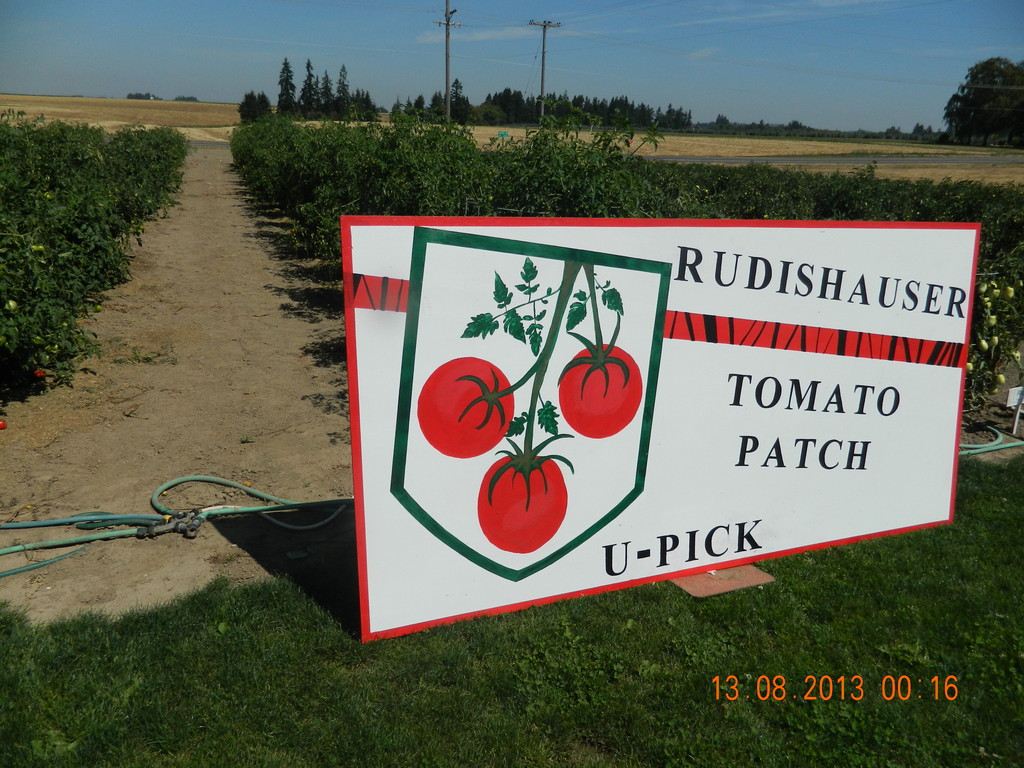 RUDISHAUSER
TOMATO
PATCH
U-PICK
13.08.2013 00:16